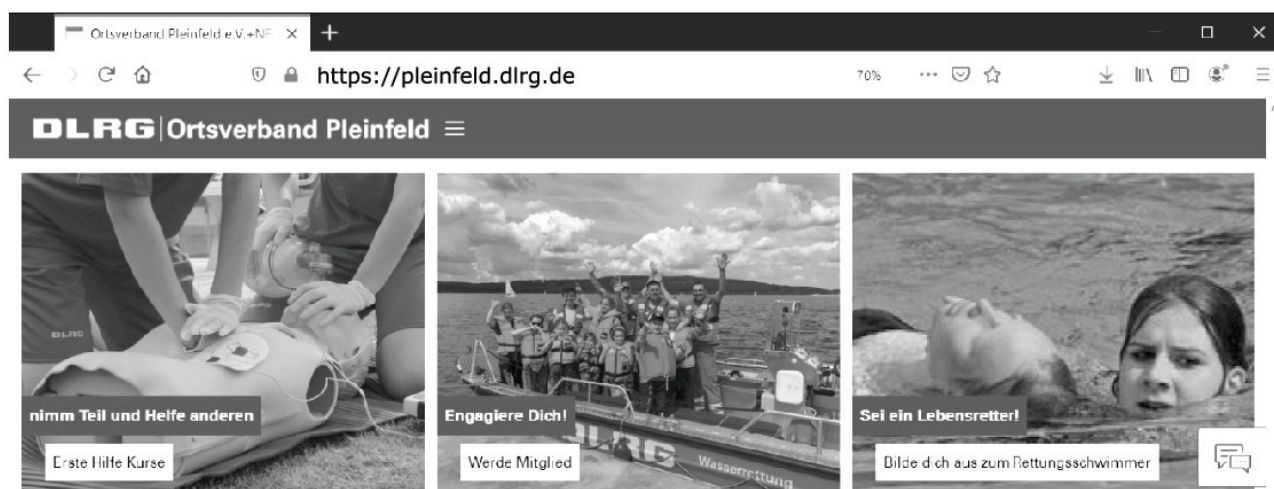 Ortsverband Pleinfeld e.V.
https://pleinfeld.dlrg.de
70%
DLRG Ortsverband Pleinfeld
DLRG
nimm Teil und Helfe anderen
Erste Hilfe Kurse
Engagiere Dich!
Werde Mitglied
DLRG
Wasserrettung
Sei ein Lebensretter!
Bilde dich aus zum Rettungsschwimmer